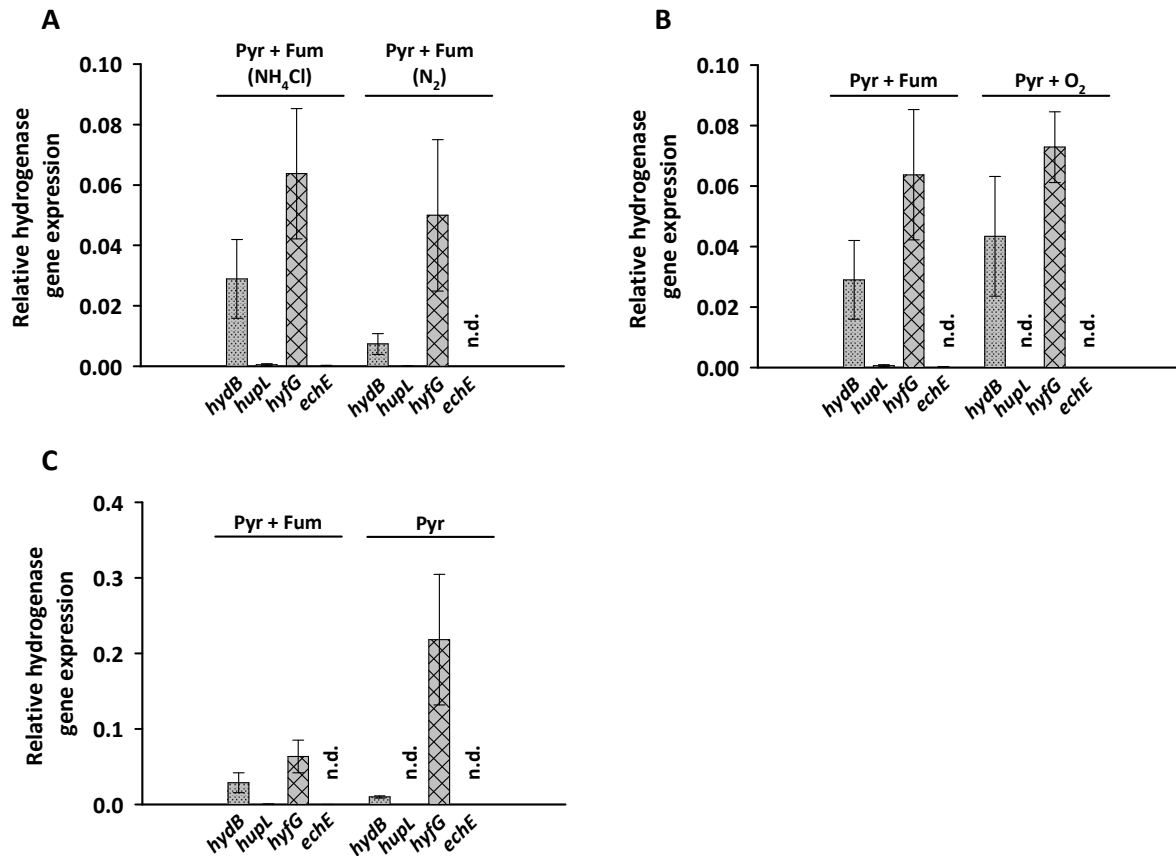 A
Pyr + Fum
(NH₄Cl)
Pyr + Fum
(N₂)
Relative hydrogenase
gene expression
0.10
0.08
0.06
0.04
0.02
0.00
n.d.
hydB hupL hyfG echE hydB hupL hyfG echE
B
Pyr + Fum
Pyr + O₂
Relative hydrogenase
gene expression
0.10
0.08
0.06
0.04
0.02
0.00
n.d. n.d.
hydB hupL hyfG echE hydB hupL hyfG echE
C
Pyr + Fum
Pyr
Relative hydrogenase
gene expression
0.4
0.3
0.2
0.1
0.0
n.d. n.d. n.d.
hydB hupL hyfG echE hydB hupL hyfG echE